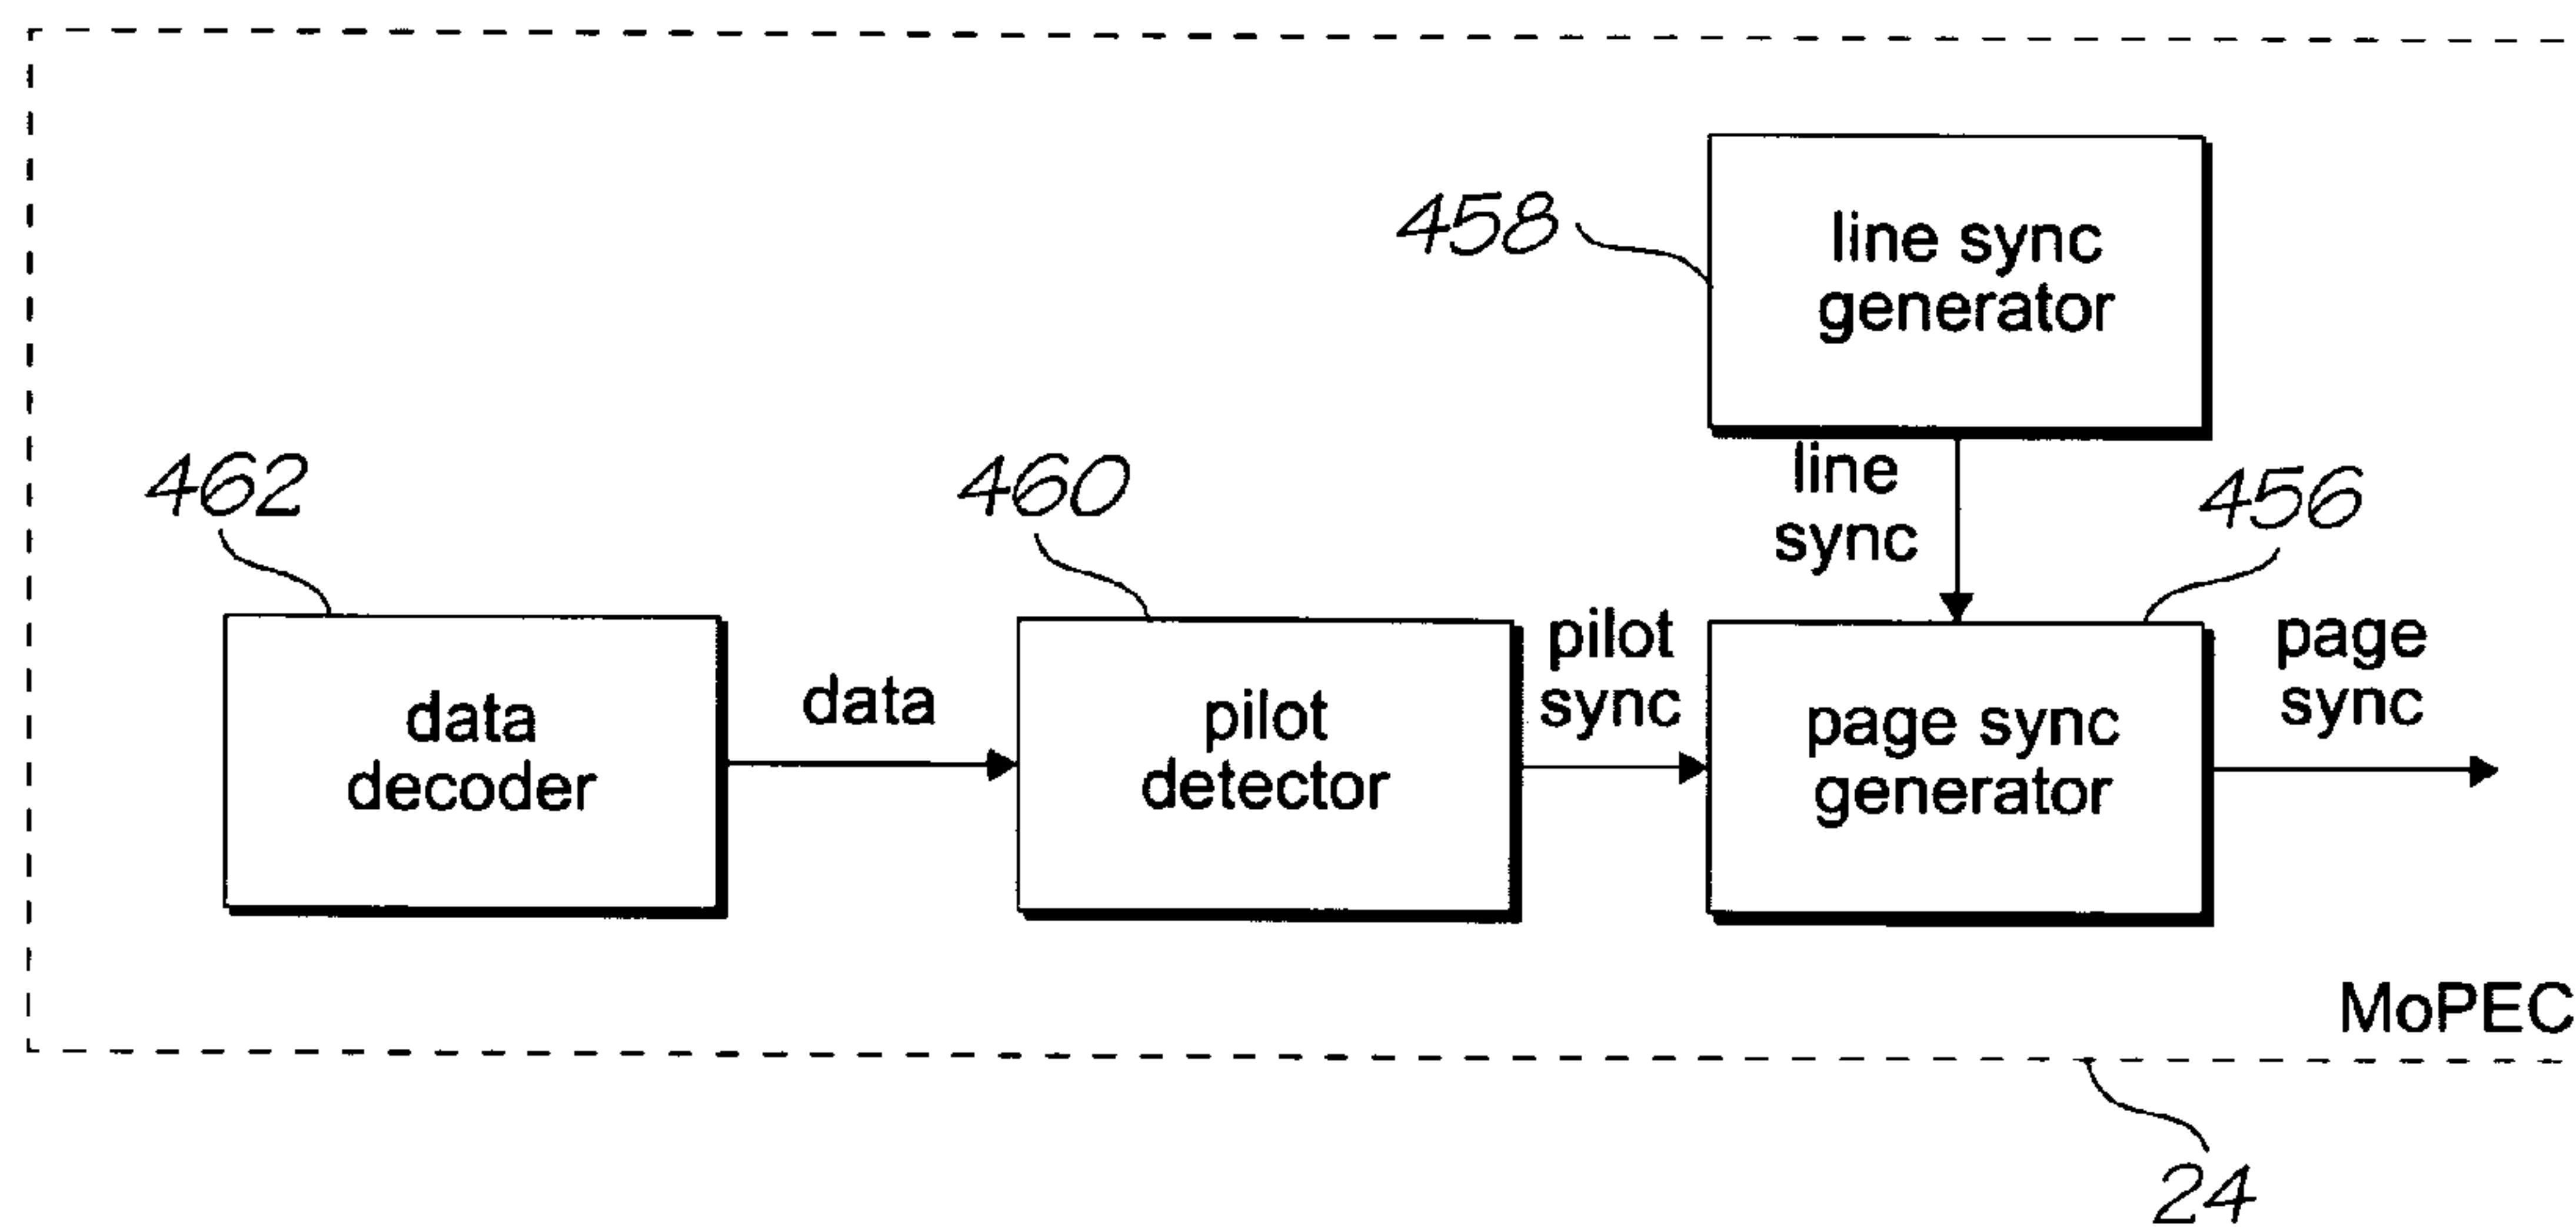 458
line sync
generator
line
sync
462
460
456
data
decoder
data
pilot
detector
pilot
sync
page sync
generator
page
sync
MoPEC
24